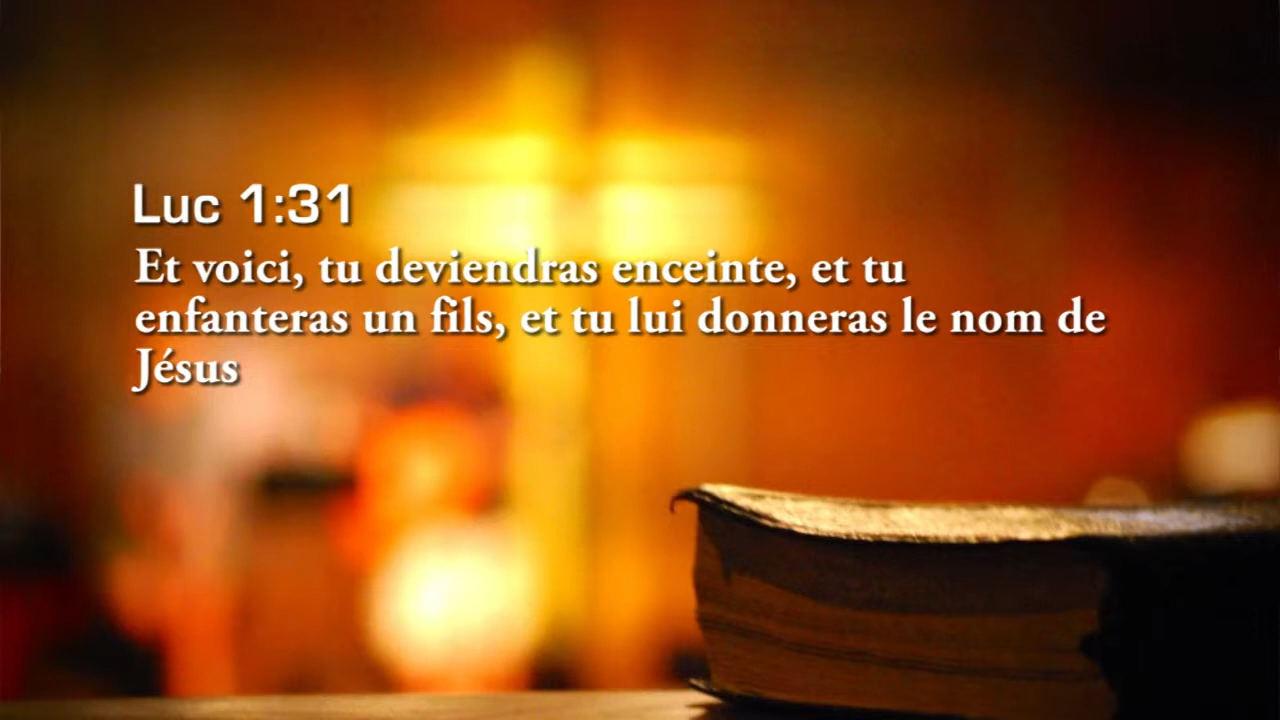 Luc 1:31
Et voici, tu deviendras enceinte, et tu
enfanteras un fils, et tu lui donneras le nom de
Jésus